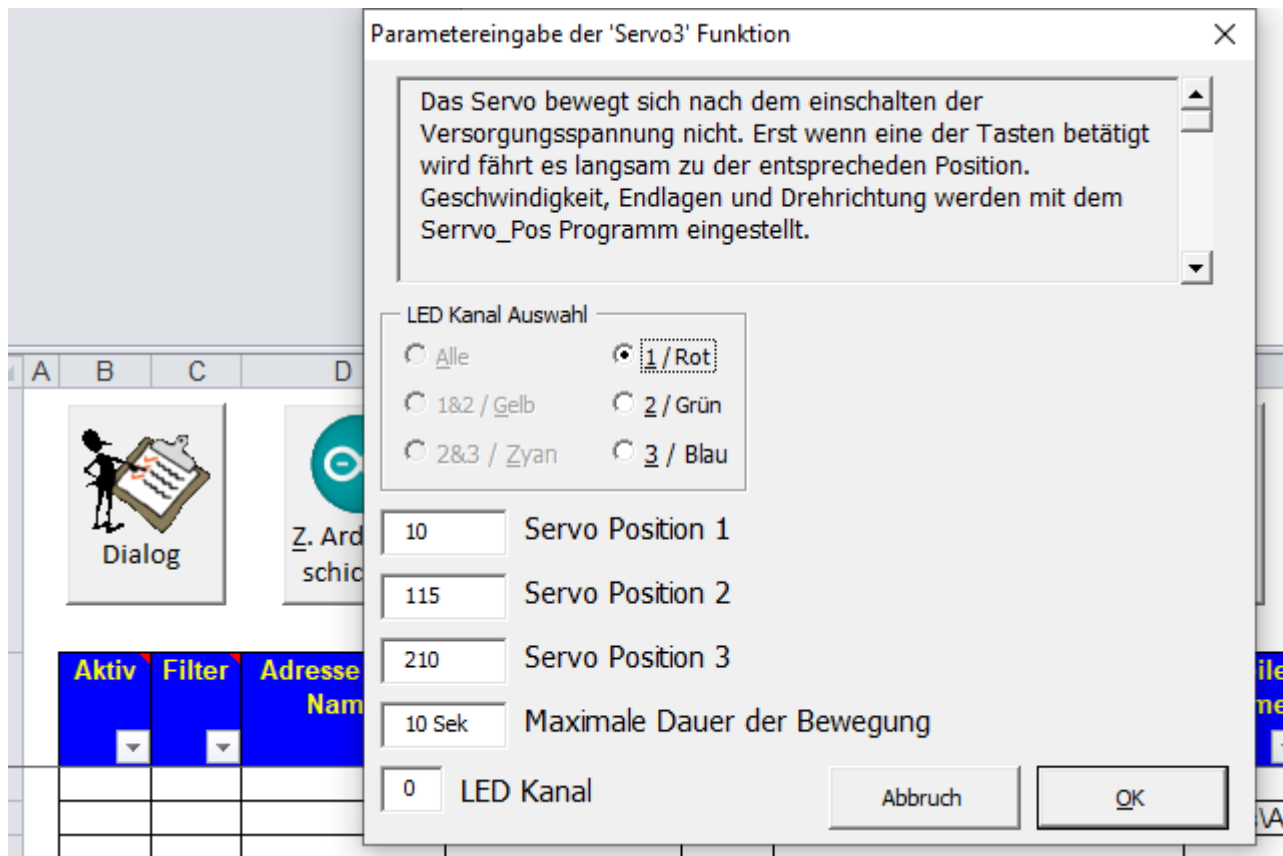 Parametereingabe der 'Servo3' Funktion
Das Servo bewegt sich nach dem einschalten der
Versorgungsspannung nicht. Erst wenn eine der Tasten betätigt
wird fährt es langsam zu der entsprecheden Position.
Geschwindigkeit, Endlagen und Drehrichtung werden mit dem
Serrvo_Pos Programm eingestellt.
LED Kanal Auswahl
Alle
1 / Rot
1&2 / Gelb
2 / Grün
2&3 / Zyan
3 / Blau
10 Servo Position 1
115 Servo Position 2
210 Servo Position 3
10 Sek Maximale Dauer der Bewegung
0 LED Kanal
Abbruch
OK
A B C D
Dialog
Z. Ard
schic
Aktiv Filter Adresse
Nam